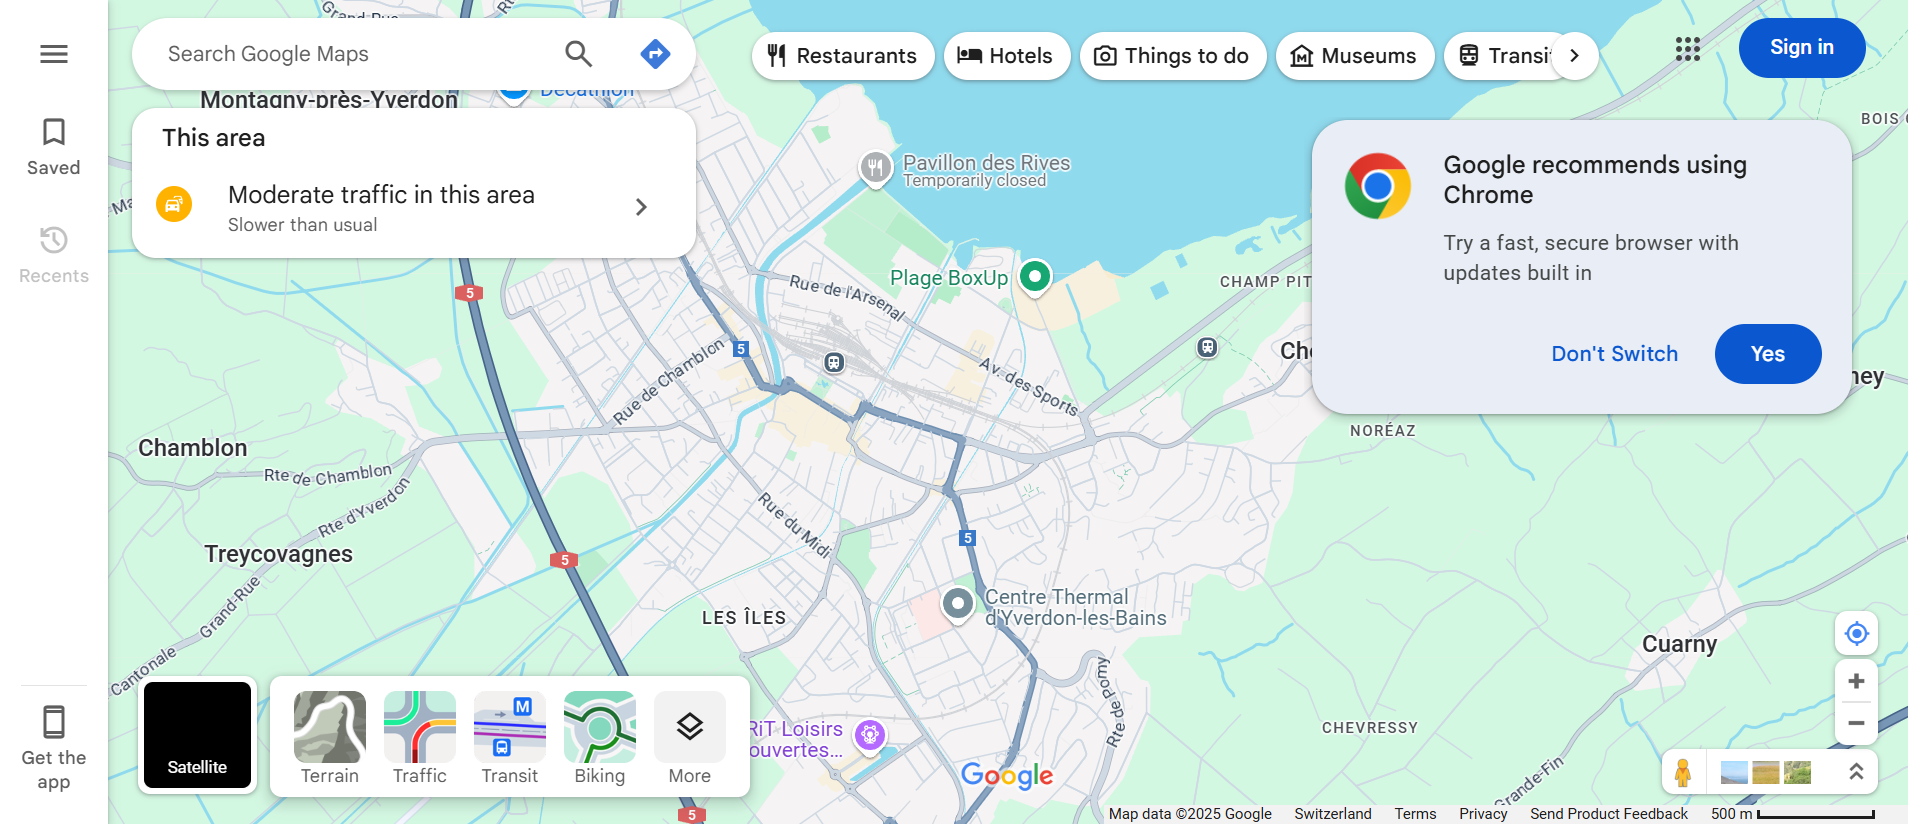 Search Google Maps
Restaurants
Hotels
Things to do
Museums
Transit
Sign in
Saved
Recents
Get the
app
This area
Moderate traffic in this area
Slower than usual
Google recommends using
Chrome
Try a fast, secure browser with
updates built in
Don't Switch
Yes
Grand-Rue
Decathlon
Montagny-près-Yverdon
BOIS
Pavillon des Rives
Temporarily closed
Plage BoxUp
CHAMP PIT
5
Rue de l'Arsenal
5
Rue de Chamblon
Av. des Sports
NORÉAZ
Chamblon
Rte de Chamblon
Rte d'Yverdon
Rue du Midi
Treycovagnes
5
5
Grand-Rue
Cantonale
LES ÎLES
Centre Thermal
d'Yverdon-les-Bains
Cuarny
Rte de Pomy
CHEVRESSY
RiT Loisirs
ouvertes...
Grande-Fin
5
Satellite
Terrain
Traffic
M
Transit
Biking
More
Google
Map data ©2025 Google
Switzerland
Terms
Privacy
Send Product Feedback
500 m